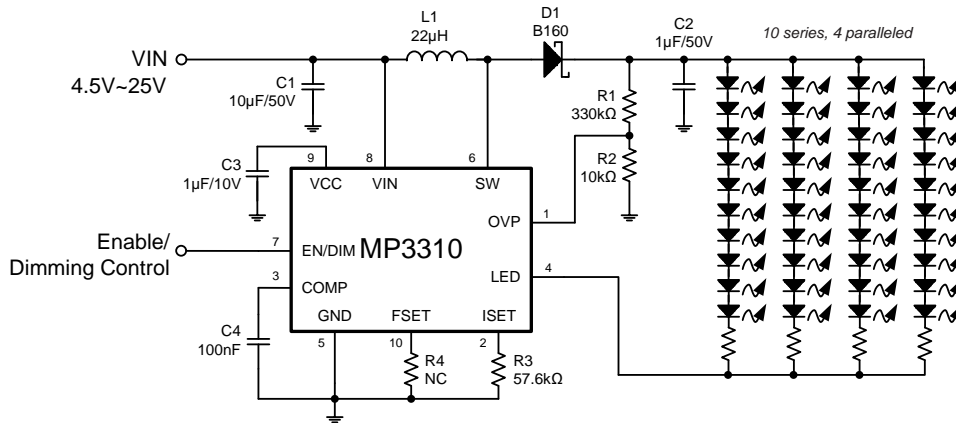 L1
22μH
D1
B160
C2
1μF/50V
10 series, 4 paralleled
VIN
4.5V~25V
C1
10μF/50V
R1
330kΩ
R2
10kΩ
C3
1μF/10V
9
8
6
VCC
VIN
SW
OVP
1
Enable/
Dimming Control
7
EN/DIM
MP3310
LED
4
3
COMP
GND
FSET
ISET
C4
100nF
5
10
2
R4
NC
R3
57.6kΩ